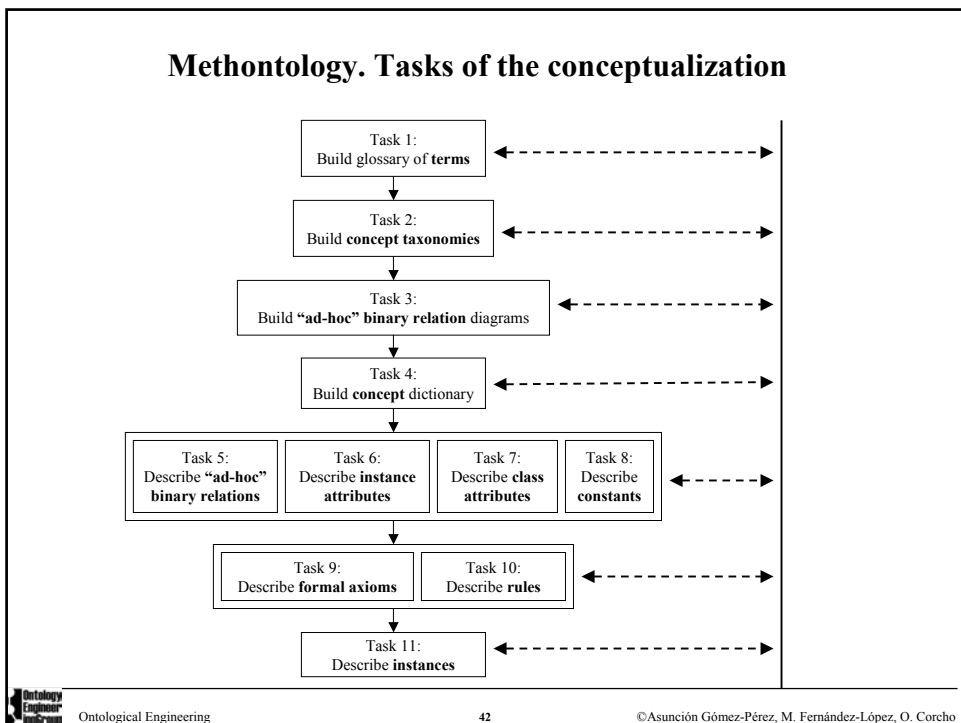 Methontology. Tasks of the conceptualization
Task 1:
Build glossary of terms
Task 2:
Build concept taxonomies
Task 3:
Build “ad-hoc” binary relation diagrams
Task 4:
Build concept dictionary
Task 5:
Describe “ad-hoc”
binary relations
Task 6:
Describe instance
attributes
Task 7:
Describe class
attributes
Task 8:
Describe
constants
Task 9:
Describe formal axioms
Task 10:
Describe rules
Task 11:
Describe instances
Ontology
Engineer
ingGroup
Ontological Engineering
42
©Asunción Gómez-Pérez, M. Fernández-López, O. Corcho